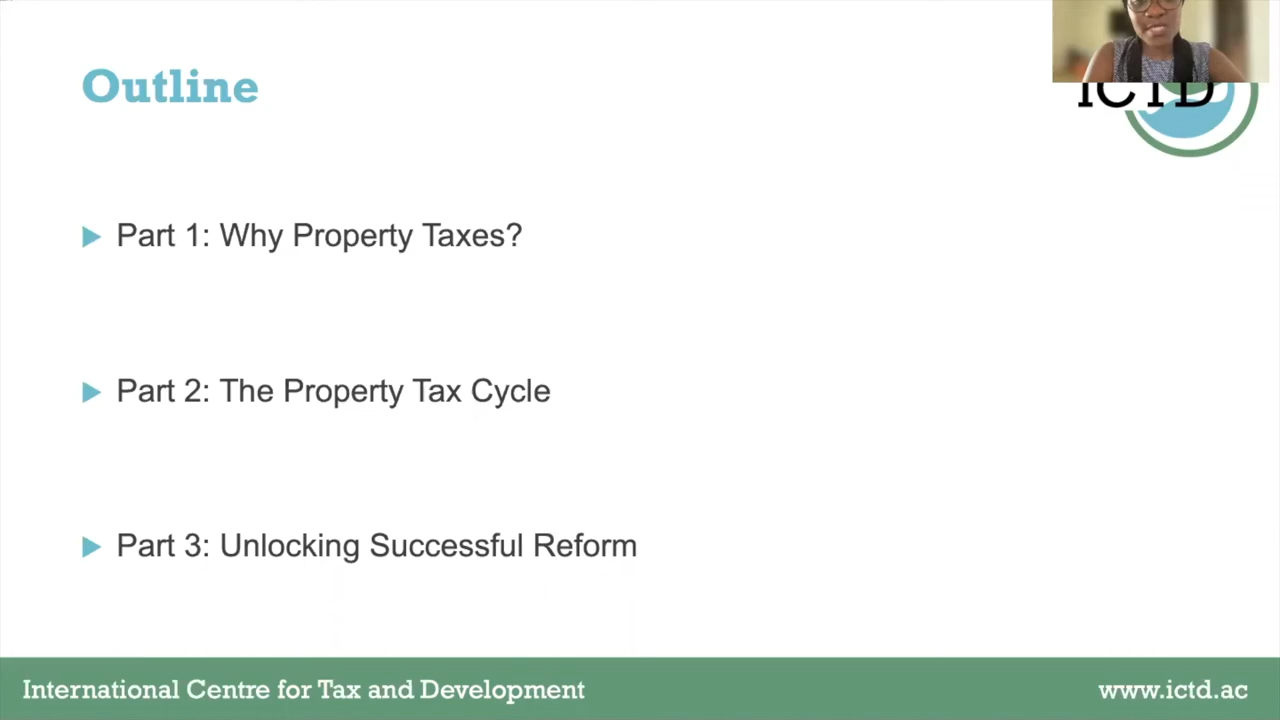 Outline
ICTD
Part 1: Why Property Taxes?
Part 2: The Property Tax Cycle
Part 3: Unlocking Successful Reform
International Centre for Tax and Development
www.ictd.ac